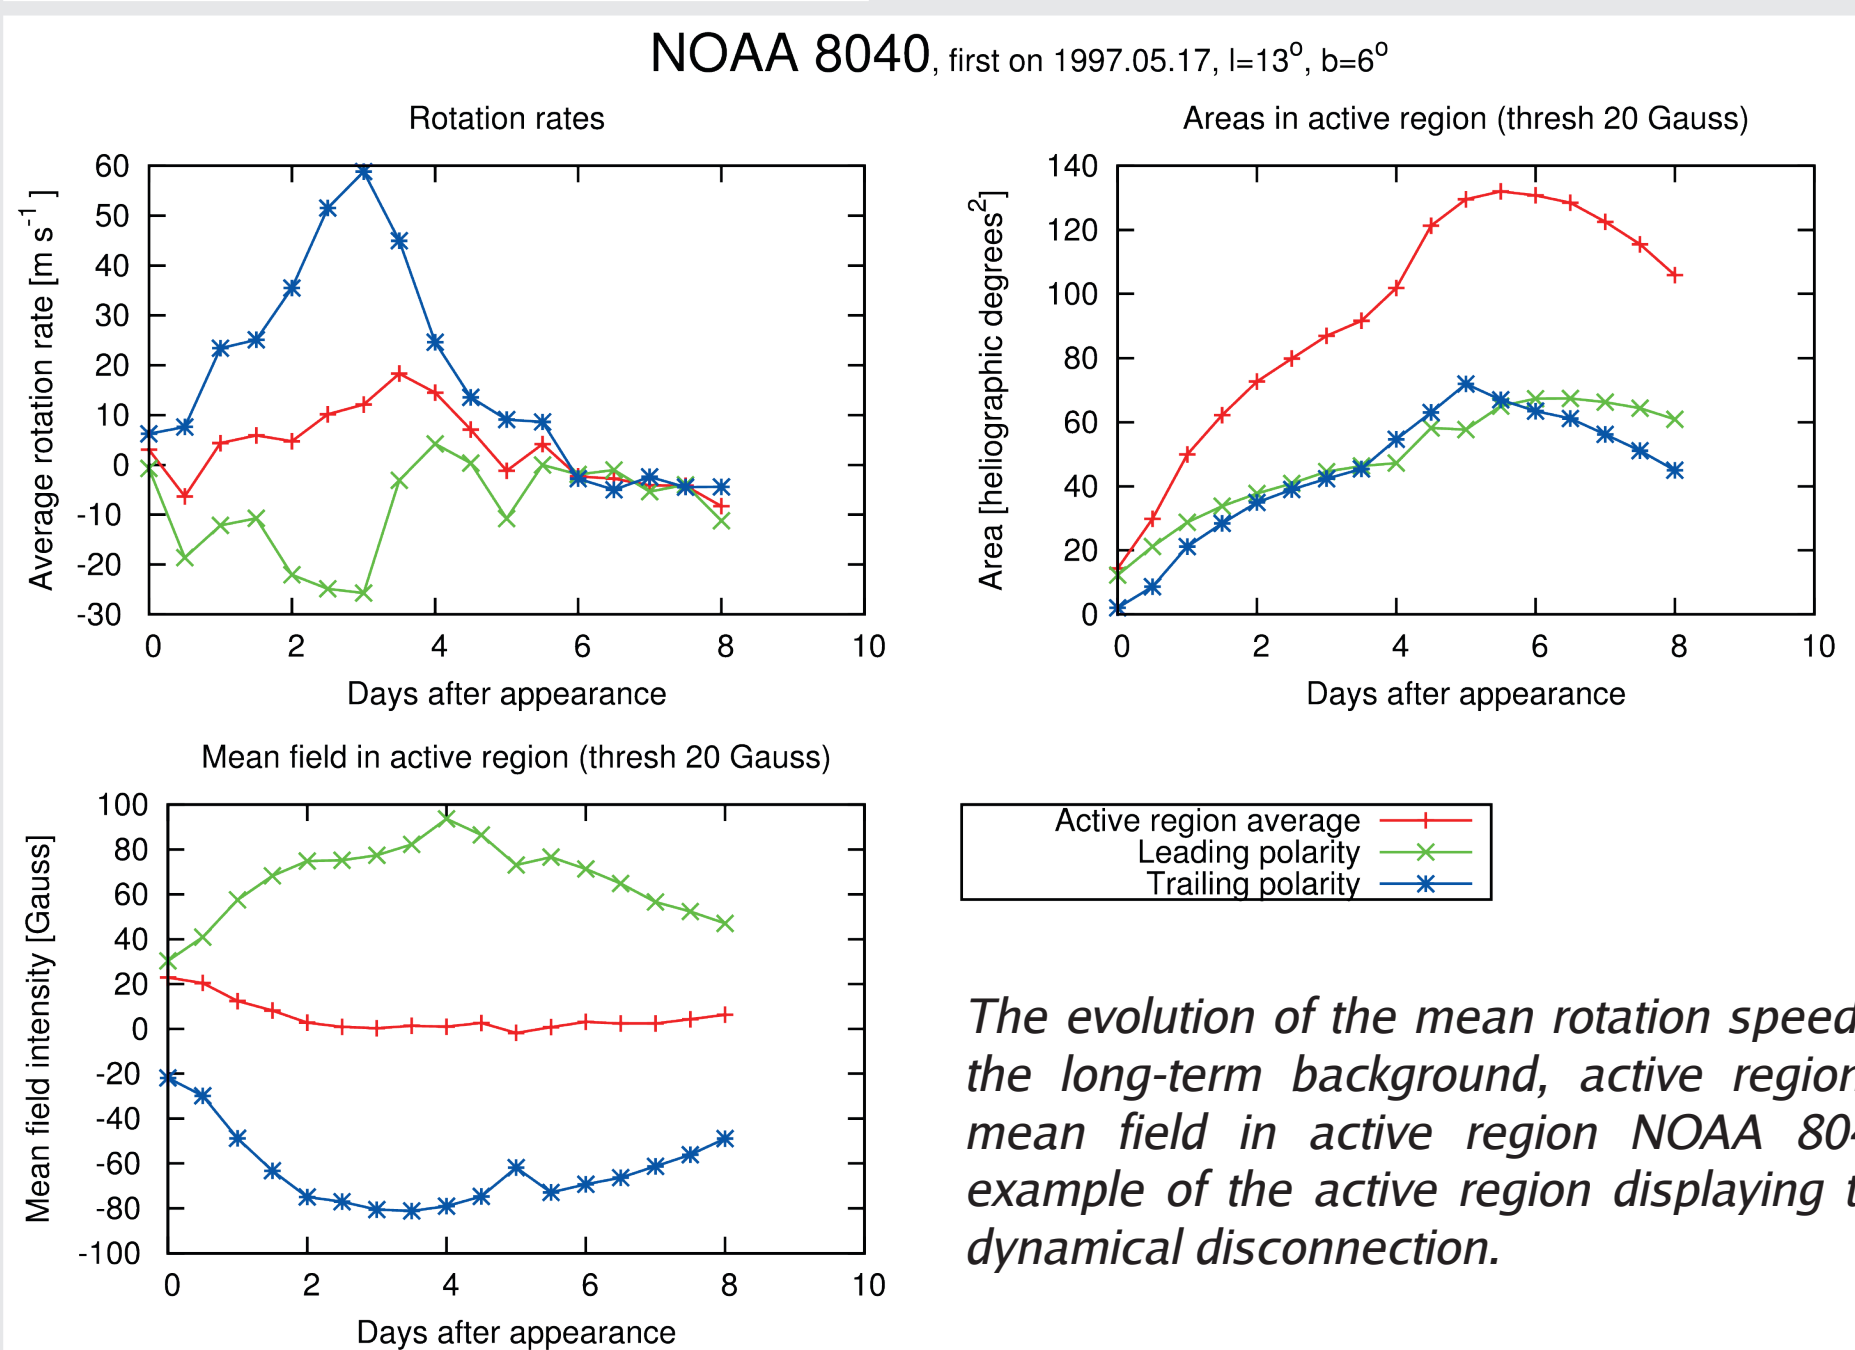 NOAA 8040, first on 1997.05.17, l=13º, b=6º
Rotation rates
Average rotation rate [m s⁻¹ ]
60
50
40
30
20
10
0
-10
-20
-30
0 2 4 6 8 10
Days after appearance
Areas in active region (thresh 20 Gauss)
Area [heliographic degrees²]
140
120
100
80
60
40
20
0
0 2 4 6 8 10
Days after appearance
Mean field in active region (thresh 20 Gauss)
Mean field intensity [Gauss]
100
80
60
40
20
0
-20
-40
-60
-80
-100
0 2 4 6 8 10
Days after appearance
Active region average
Leading polarity
Trailing polarity
The evolution of the mean rotation speed
the long-term background, active region
mean field in active region NOAA
example of the active region displaying
dynamical disconnection.